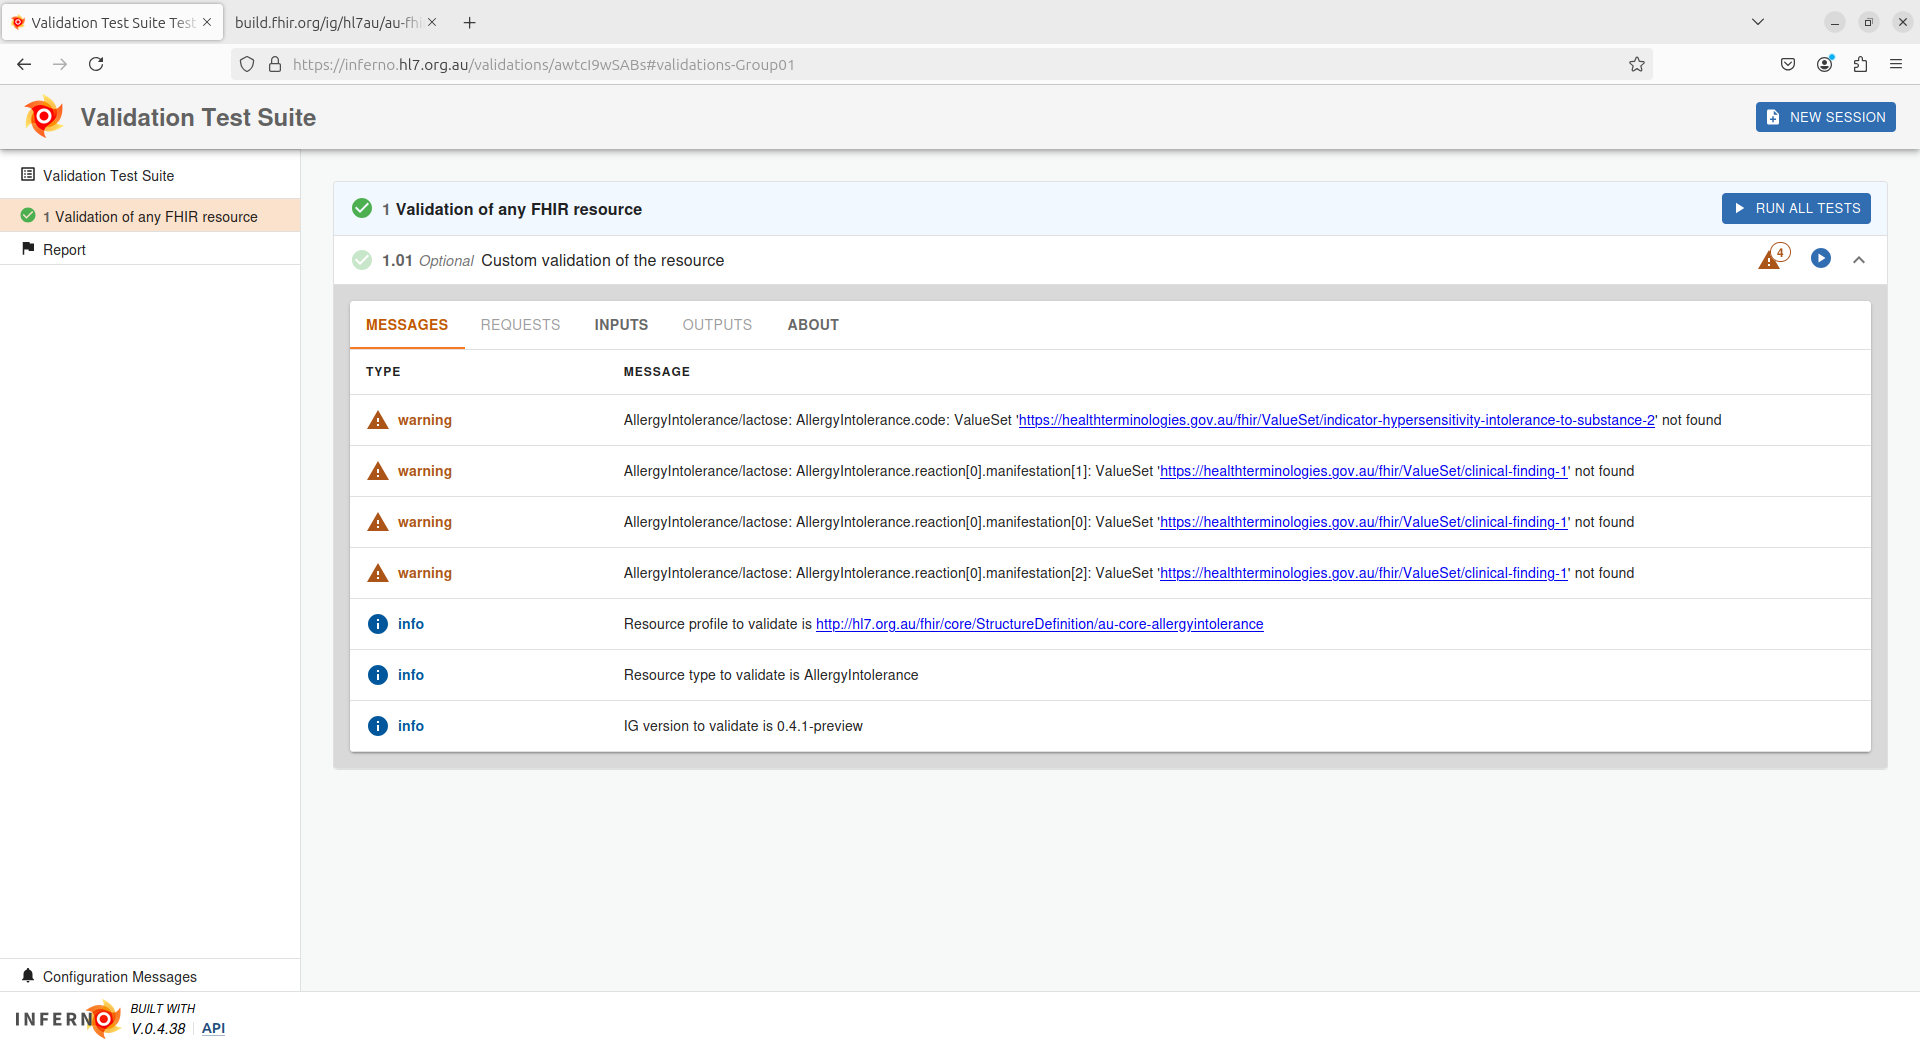 Validation Test Suite Test
build.fhir.org/ig/hl7au/au-fhi
https://inferno.hl7.org.au/validations/awtcI9wSABs#validations-Group01
Validation Test Suite
NEW SESSION
Validation Test Suite
1 Validation of any FHIR resource
Report
1 Validation of any FHIR resource
RUN ALL TESTS
1.01 Optional Custom validation of the resource
4
MESSAGES REQUESTS INPUTS OUTPUTS ABOUT
TYPE MESSAGE
warning AllergyIntolerance/lactose: AllergyIntolerance.code: ValueSet 'https://healthterminologies.gov.au/fhir/ValueSet/indicator-hypersensitivity-intolerance-to-substance-2' not found
warning AllergyIntolerance/lactose: AllergyIntolerance.reaction[0].manifestation[1]: ValueSet 'https://healthterminologies.gov.au/fhir/ValueSet/clinical-finding-1' not found
warning AllergyIntolerance/lactose: AllergyIntolerance.reaction[0].manifestation[0]: ValueSet 'https://healthterminologies.gov.au/fhir/ValueSet/clinical-finding-1' not found
warning AllergyIntolerance/lactose: AllergyIntolerance.reaction[0].manifestation[2]: ValueSet 'https://healthterminologies.gov.au/fhir/ValueSet/clinical-finding-1' not found
info Resource profile to validate is http://hl7.org.au/fhir/core/StructureDefinition/au-core-allergyintolerance
info Resource type to validate is AllergyIntolerance
info IG version to validate is 0.4.1-preview
Configuration Messages
INFERNO
BUILT WITH
V.0.4.38 API